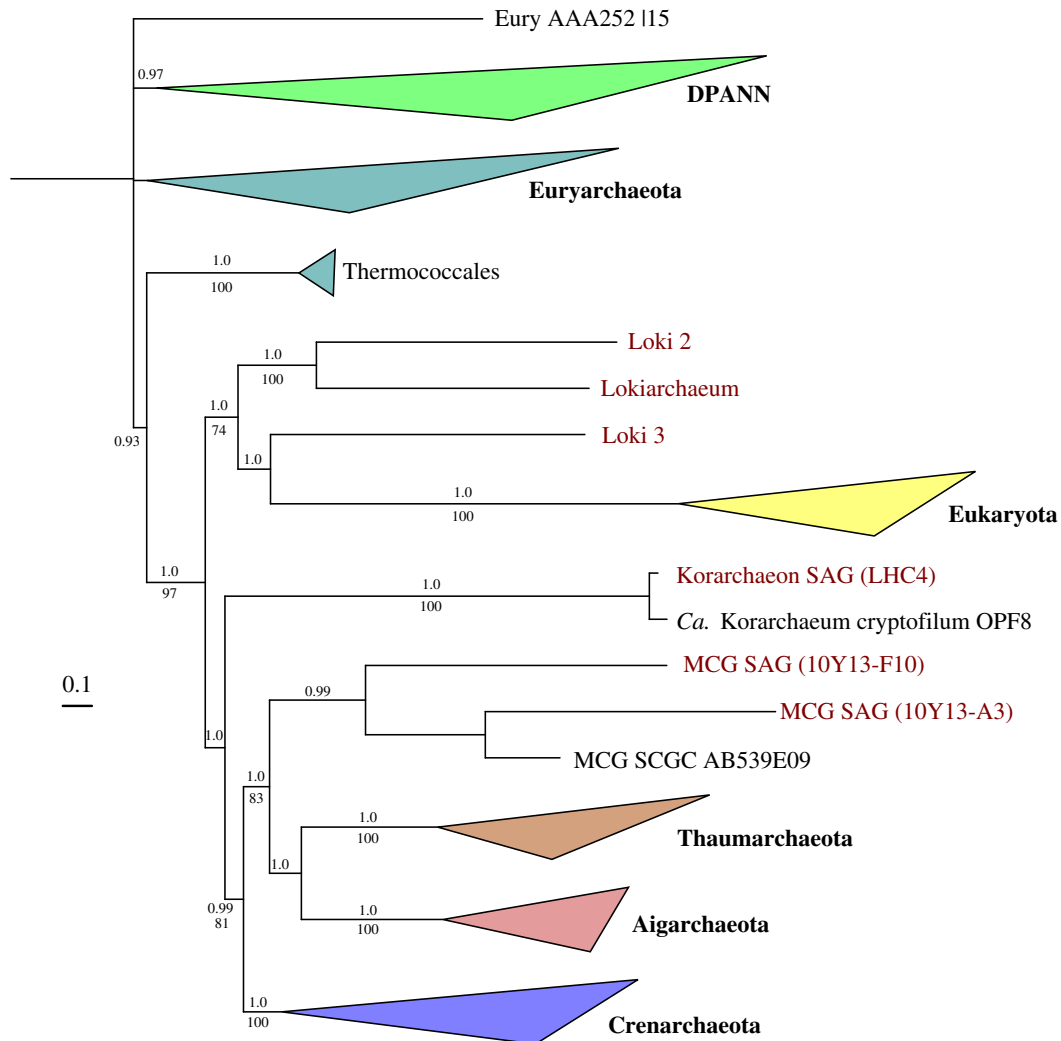 Eury AAA252 I15
0.97
DPANN
Euryarchaeota
1.0
100
Thermococcales
Loki 2
1.0
100
Lokiarchaeum
1.0
74
0.93
Loki 3
1.0
1.0
100
Eukaryota
1.0
97
Korarchaeon SAG (LHC4)
1.0
100
Ca. Korarchaeum cryptofilum OPF8
MCG SAG (10Y13-F10)
0.99
0.1
MCG SAG (10Y13-A3)
1.0
MCG SCGC AB539E09
1.0
83
1.0
100
Thaumarchaeota
1.0
0.99
81
1.0
100
Aigarchaeota
1.0
100
Crenarchaeota